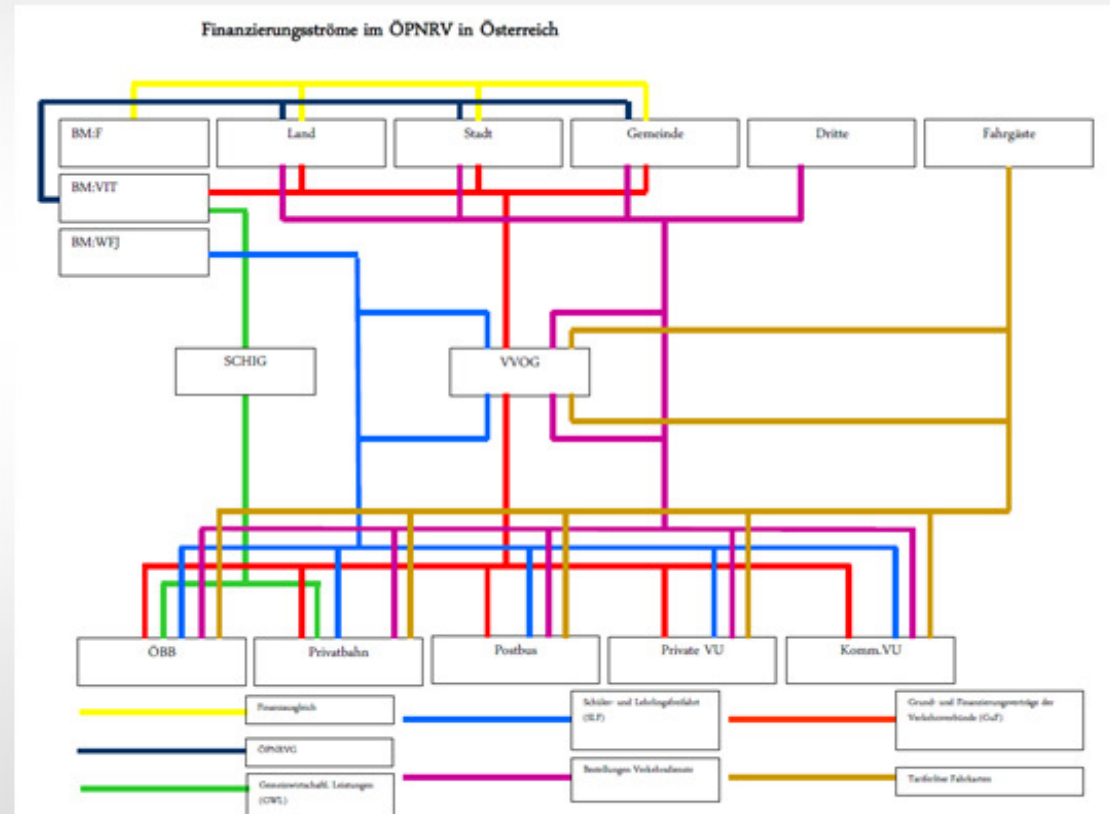 Finanzierungsströme im ÖPNRV in Österreich
BM:F
Land
Stadt
Gemeinde
Dritte
Fahrgäste
BM:VIT
BM:WFJ
SCHIG
VVOG
ÖBB
Privatbahn
Postbus
Private VU
Komm.VU
Finanzausgleich
Schüler- und Lehrlingsfreifahrt
(SLF)
Grund- und Finanzierungsverträge der
Verkehrsverbünde (GuF)
ÖPNRVG
Bestellungen Verkehrsdienste
Tariferlöse Fahrkarten
Gemeinwirtschaftl. Leistungen
(GWL)